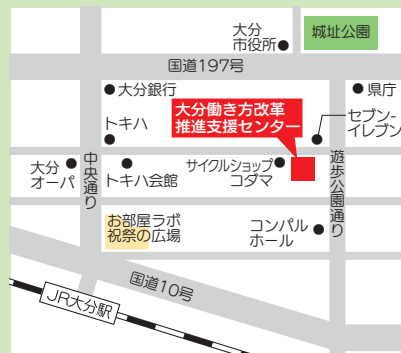 大分
市役所
城址公園
国道197号
大分銀行
県庁
大分働き方改革
推進支援センター
トキハ
セブン-
イレブン
大分
オーパ
中央通り
トキハ会館
サイクルショップ
コダマ
遊歩公園通り
お部屋ラボ
祝祭の広場
コンパル
ホール
国道10号
JR大分駅